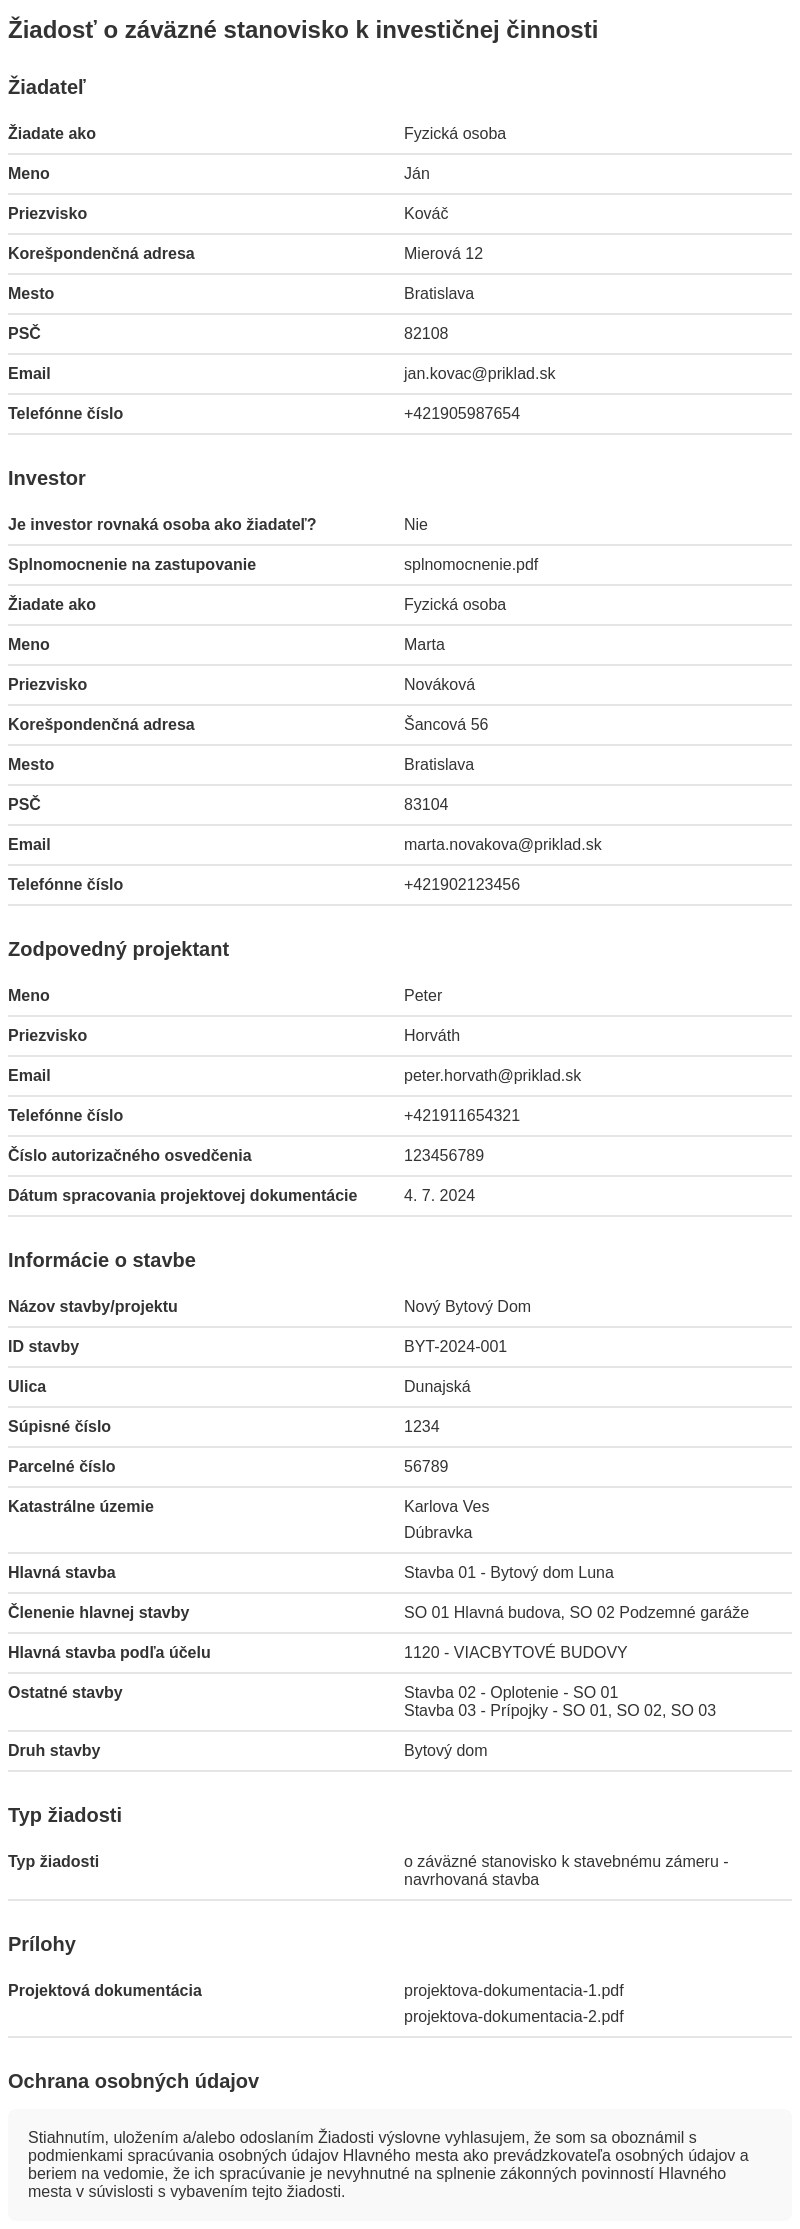 Žiadosť o záväzné stanovisko k investičnej činnosti
Žiadateľ
Žiadate ako Fyzická osoba
Meno Ján
Priezvisko Kováč
Korešpondenčná adresa Mierová 12
Mesto Bratislava
PSČ 82108
Email jan.kovac@priklad.sk
Telefónne číslo +421905987654
Investor
Je investor rovnaká osoba ako žiadateľ? Nie
Splnomocnenie na zastupovanie splnomocnenie.pdf
Žiadate ako Fyzická osoba
Meno Marta
Priezvisko Nováková
Korešpondenčná adresa Šancová 56
Mesto Bratislava
PSČ 83104
Email marta.novakova@priklad.sk
Telefónne číslo +421902123456
Zodpovedný projektant
Meno Peter
Priezvisko Horváth
Email peter.horvath@priklad.sk
Telefónne číslo +421911654321
Číslo autorizačného osvedčenia 123456789
Dátum spracovania projektovej dokumentácie 4. 7. 2024
Informácie o stavbe
Názov stavby/projektu Nový Bytový Dom
ID stavby BYT-2024-001
Ulica Dunajská
Súpisné číslo 1234
Parcelné číslo 56789
Katastrálne územie Karlova Ves
Dúbravka
Hlavná stavba Stavba 01 - Bytový dom Luna
Členenie hlavnej stavby SO 01 Hlavná budova, SO 02 Podzemné garáže
Hlavná stavba podľa účelu 1120 - VIACBYTOVÉ BUDOVY
Ostatné stavby Stavba 02 - Oplotenie - SO 01
Stavba 03 - Prípojky - SO 01, SO 02, SO 03
Druh stavby Bytový dom
Typ žiadosti
Typ žiadosti o záväzné stanovisko k stavebnému zámeru -
navrhovaná stavba
Prílohy
Projektová dokumentácia projektova-dokumentacia-1.pdf
projektova-dokumentacia-2.pdf
Ochrana osobných údajov
Stiahnutím, uložením a/alebo odoslaním Žiadosti výslovne vyhlasujem, že som sa oboznámil s
podmienkami spracúvania osobných údajov Hlavného mesta ako prevádzkovateľa osobných údajov a
beriem na vedomie, že ich spracúvanie je nevyhnutné na splnenie zákonných povinností Hlavného
mesta v súvislosti s vybavením tejto žiadosti.